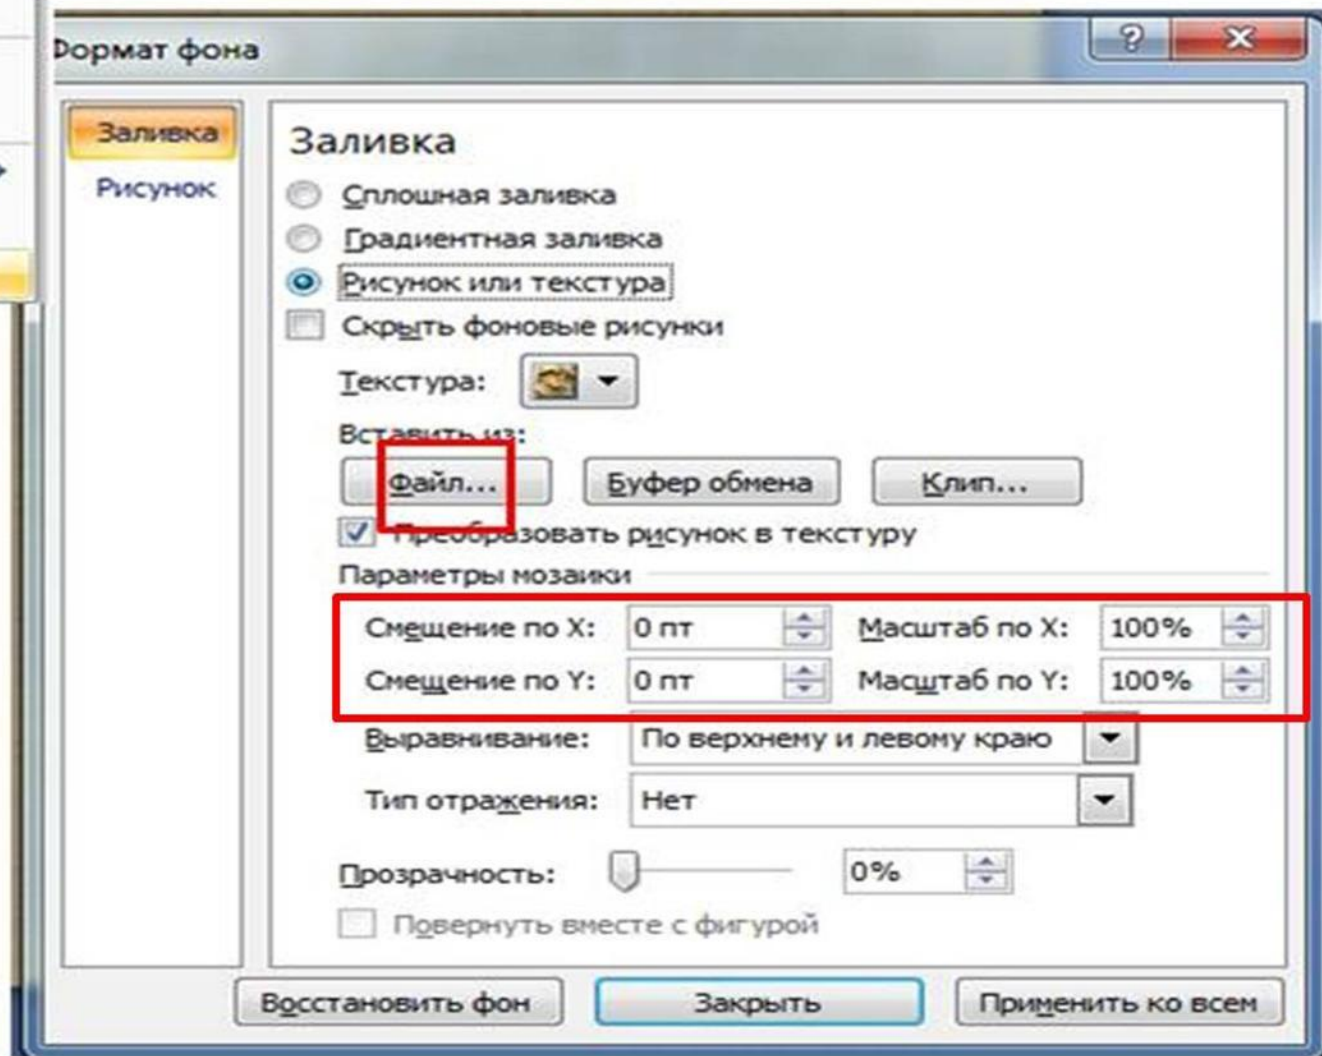 Формат фона
?
Заливка
Рисунок
Заливка
Сплошная заливка
Градиентная заливка
Рисунок или текстура
Скрыть фоновые рисунки
Текстура:
Вставить из:
Файл... Буфер обмена Клип...
Преобразовать рисунок в текстуру
Параметры мозаики
Смещение по X: 0 пт Масштаб по X: 100%
Смещение по Y: 0 пт Масштаб по Y: 100%
Выравнивание: По верхнему и левому краю
Тип отражения: Нет
Прозрачность: 0%
Повернуть вместе с фигурой
Восстановить фон Закрыть Применить ко всем